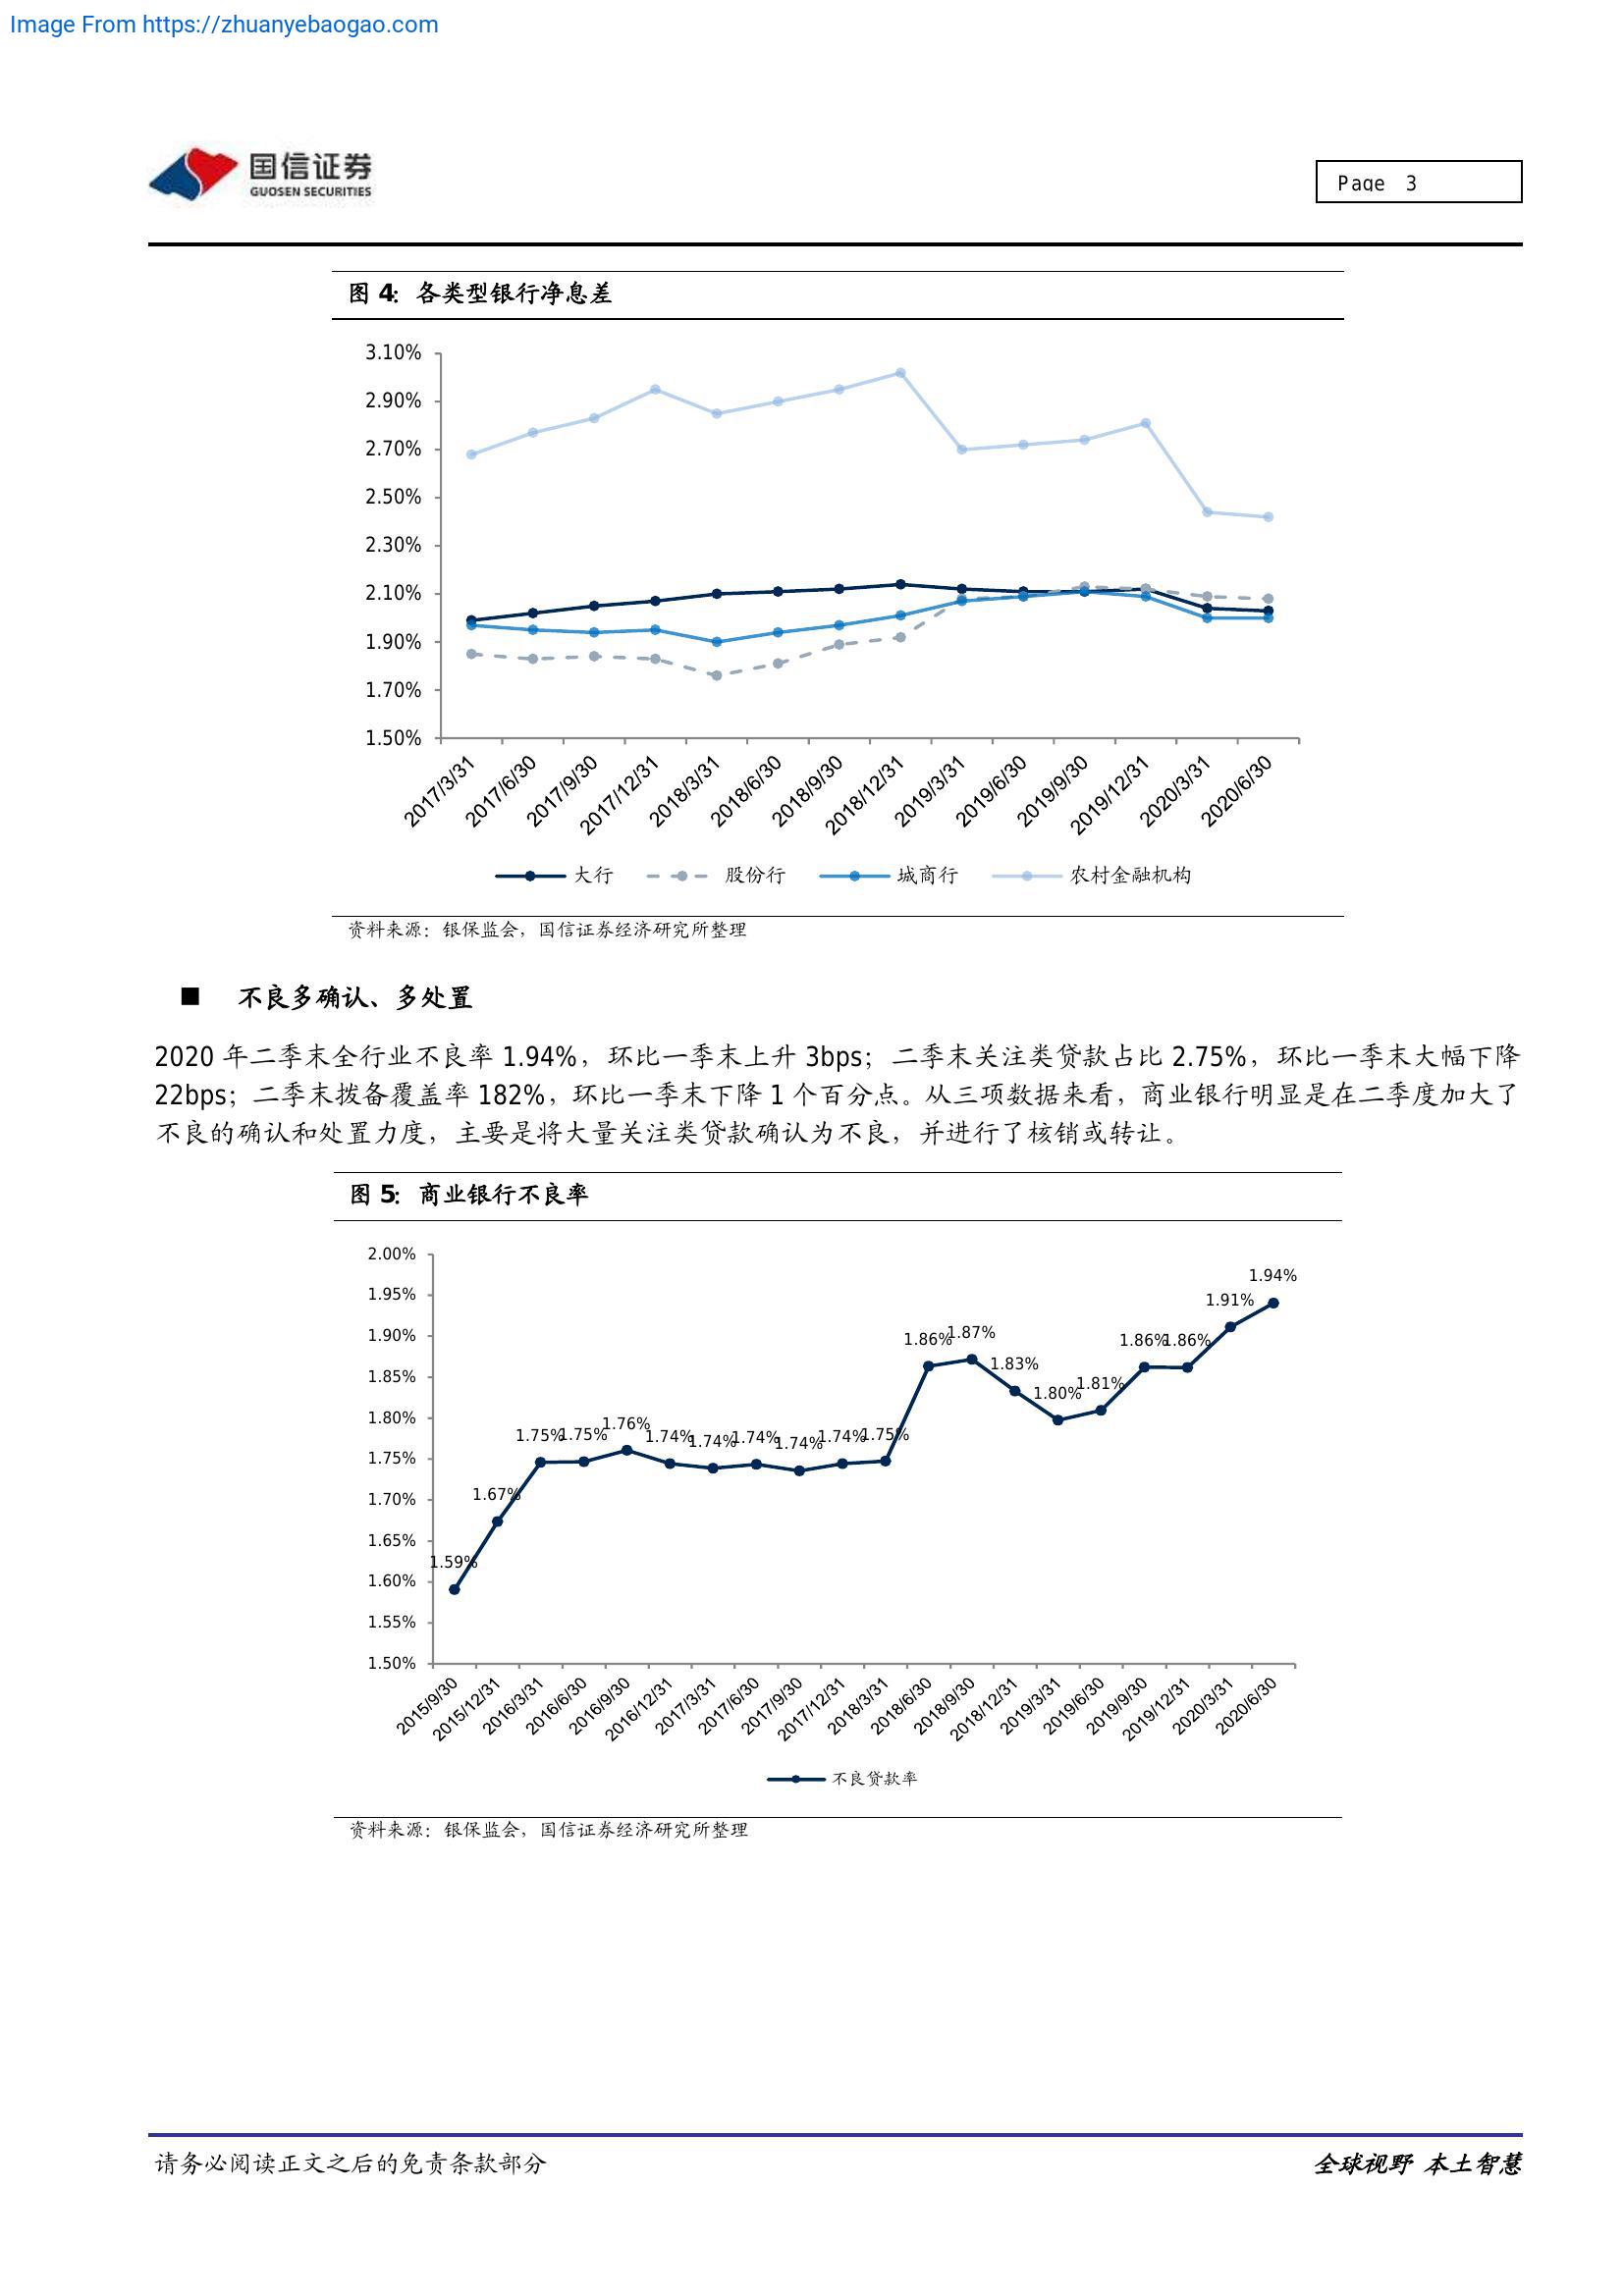 Image From https://zhuanyebaogao.com
国信证券
GUOSEN SECURITIES
Page 3
图 4：各类型银行净息差
3.10%
2.90%
2.70%
2.50%
2.30%
2.10%
1.90%
1.70%
1.50%
2017/3/31 2017/6/30 2017/9/30 2017/12/31 2018/3/31 2018/6/30 2018/9/30 2018/12/31 2019/3/31 2019/6/30 2019/9/30 2019/12/31 2020/3/31 2020/6/30
大行 股份行 城商行 农村金融机构
资料来源：银保监会，国信证券经济研究所整理
■ 不良多确认、多处置
2020 年二季末全行业不良率 1.94%，环比一季末上升 3bps；二季末关注类贷款占比 2.75%，环比一季末大幅下降
22bps；二季末拨备覆盖率 182%，环比一季末下降 1 个百分点。从三项数据来看，商业银行明显是在二季度加大了
不良的确认和处置力度，主要是将大量关注类贷款确认为不良，并进行了核销或转让。
图 5：商业银行不良率
2.00%
1.95%
1.90%
1.85%
1.80%
1.75%
1.70%
1.65%
1.60%
1.55%
1.50%
1.59% 1.67% 1.75% 1.75% 1.76% 1.74% 1.74% 1.74% 1.74% 1.74% 1.75% 1.86% 1.87% 1.83% 1.80% 1.81% 1.86% 1.86% 1.91% 1.94%
2015/9/30 2015/12/31 2016/3/31 2016/6/30 2016/9/30 2016/12/31 2017/3/31 2017/6/30 2017/9/30 2017/12/31 2018/3/31 2018/6/30 2018/9/30 2018/12/31 2019/3/31 2019/6/30 2019/9/30 2019/12/31 2020/3/31 2020/6/30
不良贷款率
资料来源：银保监会，国信证券经济研究所整理
请务必阅读正文之后的免责条款部分
全球视野 本土智慧